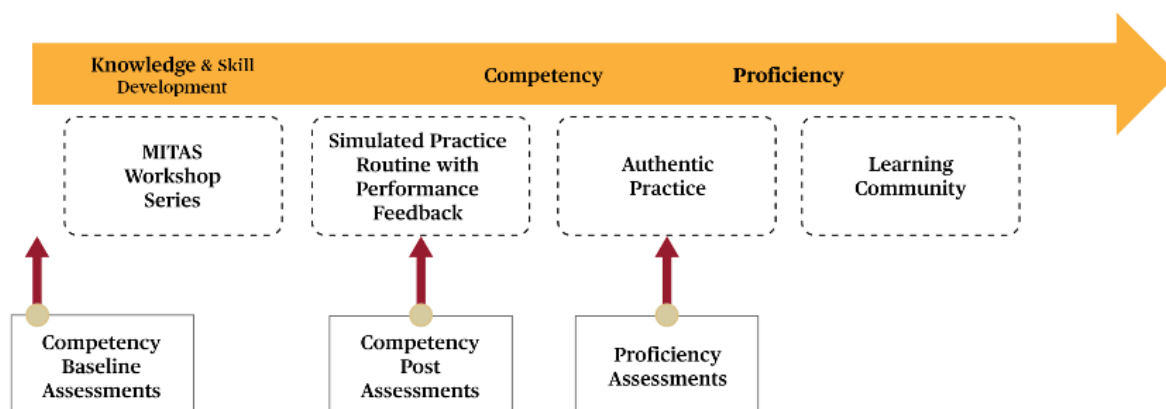 Knowledge & Skill
Development
Competency
Proficiency
MITAS
Workshop
Series
Simulated Practice
Routine with
Performance
Feedback
Authentic
Practice
Learning
Community
Competency
Baseline
Assessments
Competency
Post
Assessments
Proficiency
Assessments